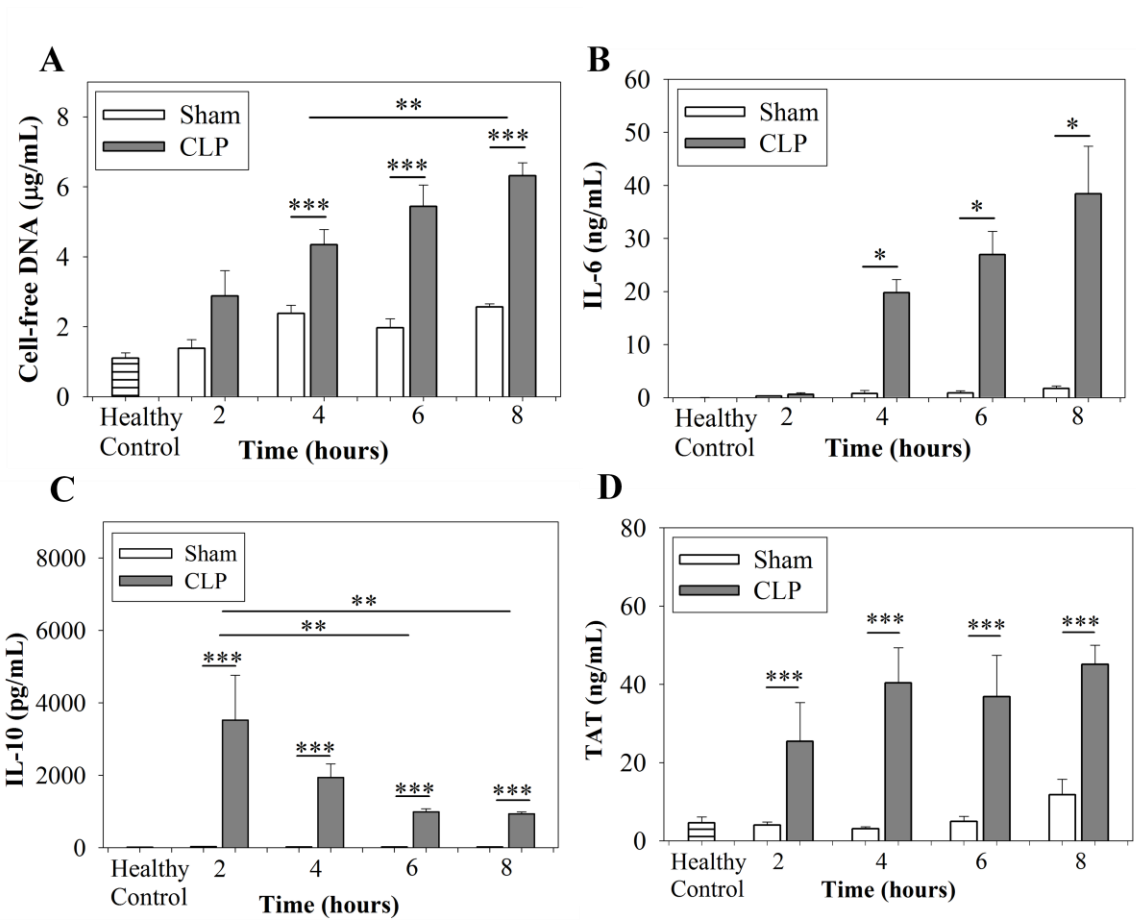 A
Cell-free DNA (µg/mL)
8
6
4
2
0
Sham
CLP
**
***
***
***
Healthy
Control
2
4
6
8
Time (hours)
B
IL-6 (ng/mL)
60
50
40
30
20
10
0
Sham
CLP
*
*
*
Healthy
Control
2
4
6
8
Time (hours)
C
IL-10 (pg/mL)
8000
6000
4000
2000
0
Sham
CLP
**
**
***
***
***
***
Healthy
Control
2
4
6
8
Time (hours)
D
TAT (ng/mL)
80
60
40
20
0
Sham
CLP
***
***
***
***
Healthy
Control
2
4
6
8
Time (hours)